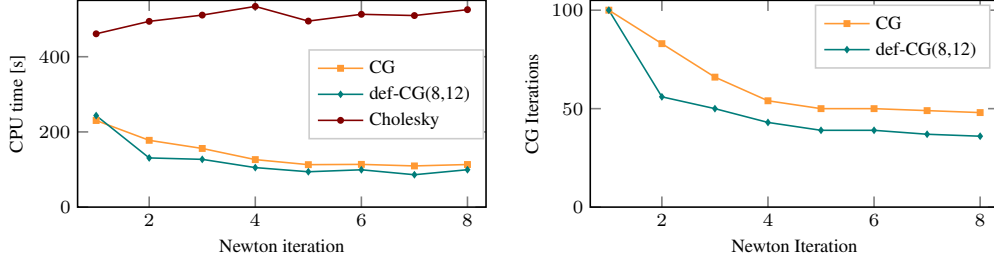 400
200
0
CPU time [s]
2
4
6
8
Newton iteration
CG
def-CG(8,12)
Cholesky
100
50
0
CG Iterations
2
4
6
8
Newton Iteration
CG
def-CG(8,12)